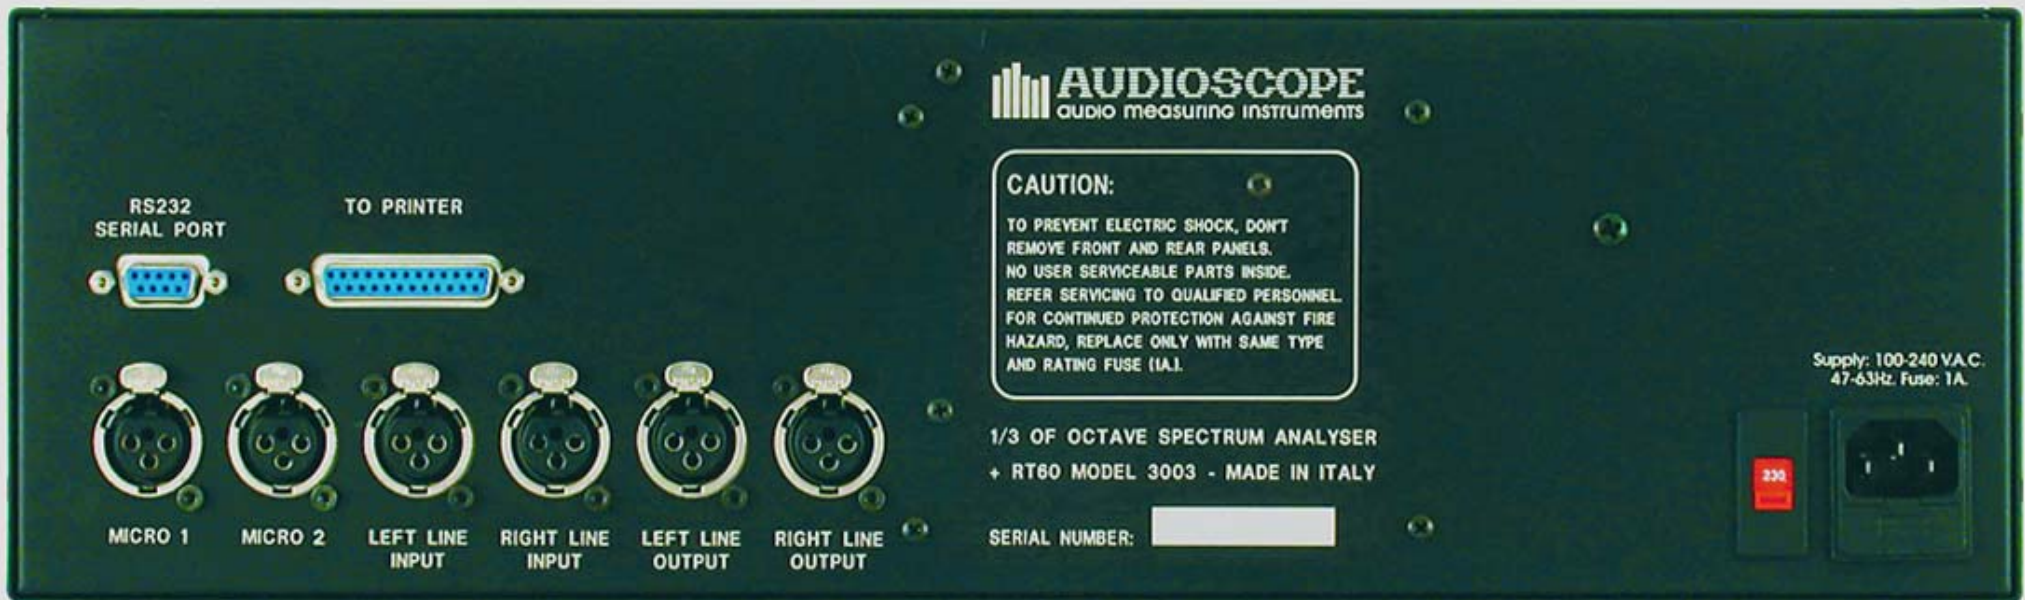 AUDIOSCOPE
audio measuring instruments
CAUTION:
TO PREVENT ELECTRIC SHOCK, DON'T
REMOVE FRONT AND REAR PANELS.
NO USER SERVICEABLE PARTS INSIDE.
REFER SERVICING TO QUALIFIED PERSONNEL.
FOR CONTINUED PROTECTION AGAINST FIRE
HAZARD, REPLACE ONLY WITH SAME TYPE
AND RATING FUSE (1A.).
RS232
SERIAL PORT
TO PRINTER
MICRO 1
MICRO 2
LEFT LINE
INPUT
RIGHT LINE
INPUT
LEFT LINE
OUTPUT
RIGHT LINE
OUTPUT
1/3 OF OCTAVE SPECTRUM ANALYSER
+ RT60 MODEL 3003 - MADE IN ITALY
SERIAL NUMBER:
Supply: 100-240 V.A.C.
47-63Hz. Fuse: 1A.
230